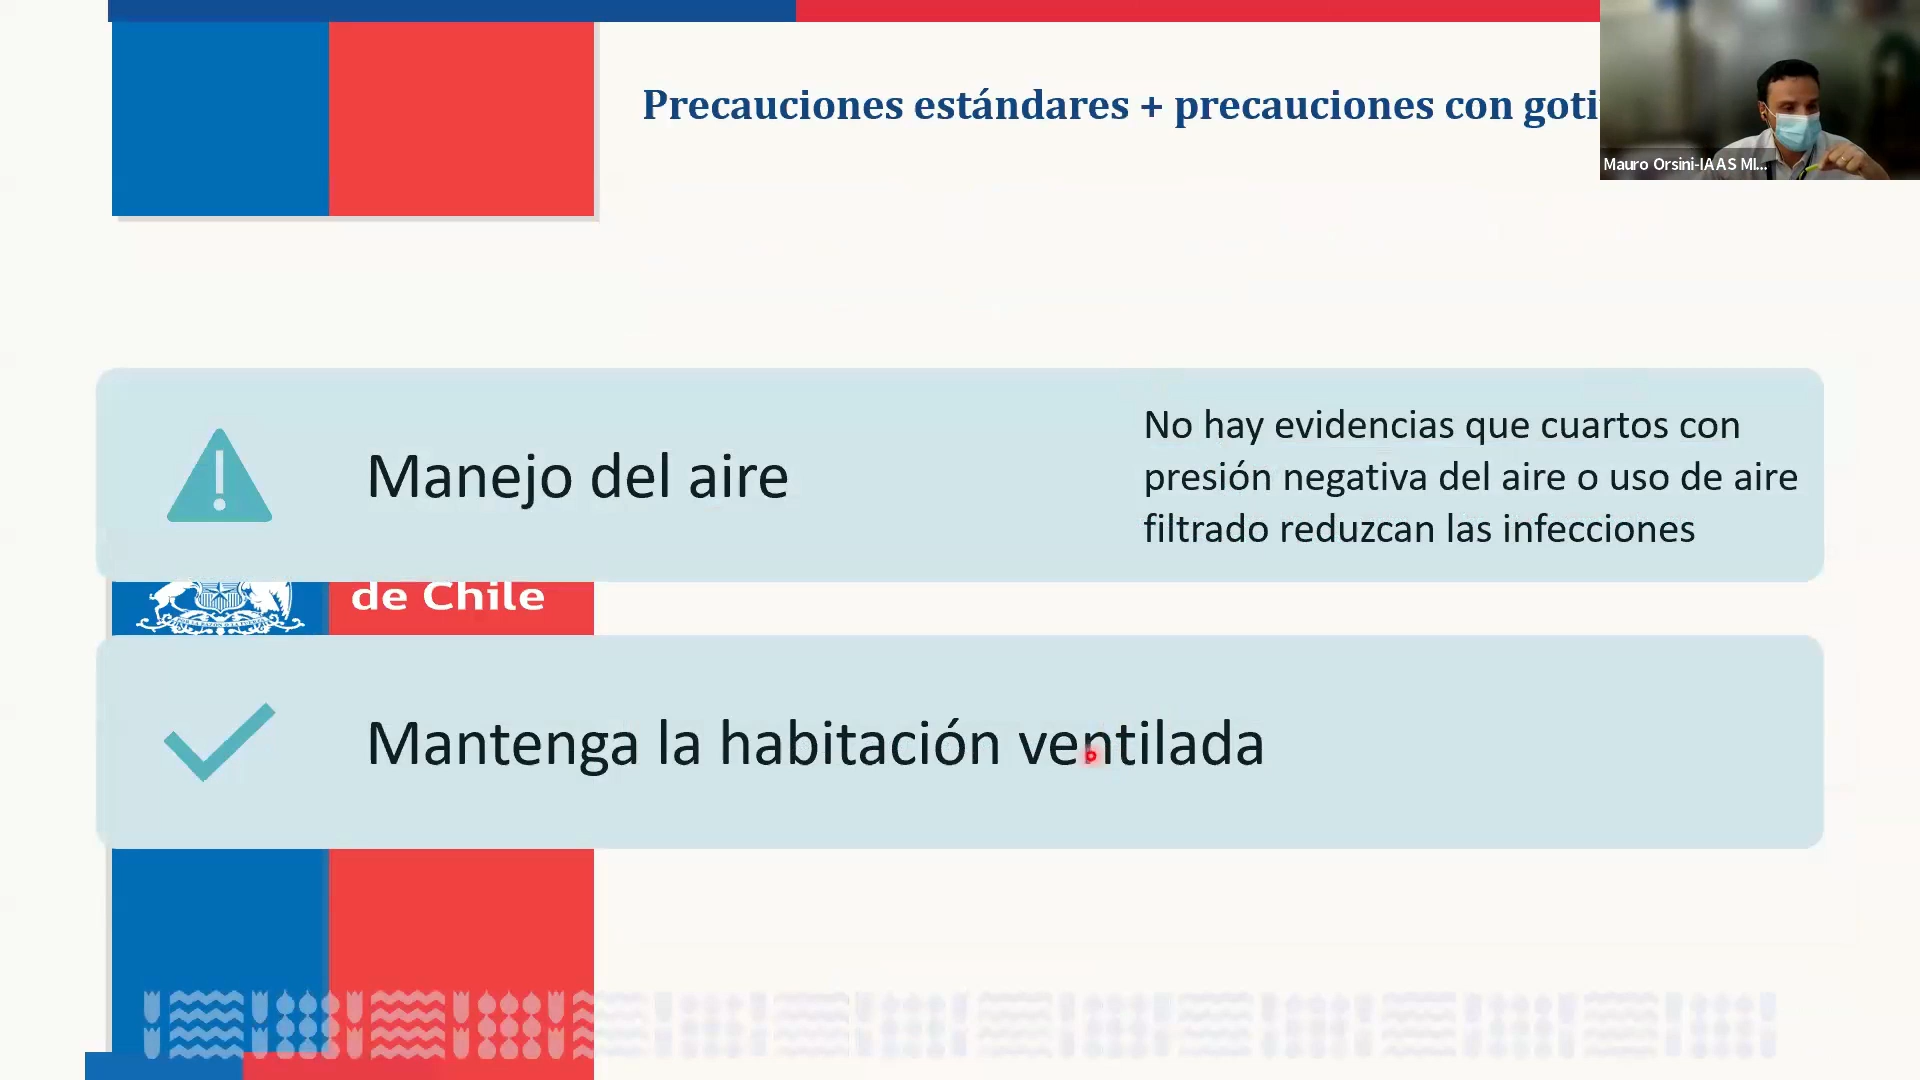 Precauciones estándares + precauciones con goti
Mauro Orsini-IAAS MI...
Manejo del aire
No hay evidencias que cuartos con
presión negativa del aire o uso de aire
filtrado reduzcan las infecciones
de Chile
Mantenga la habitación ventilada